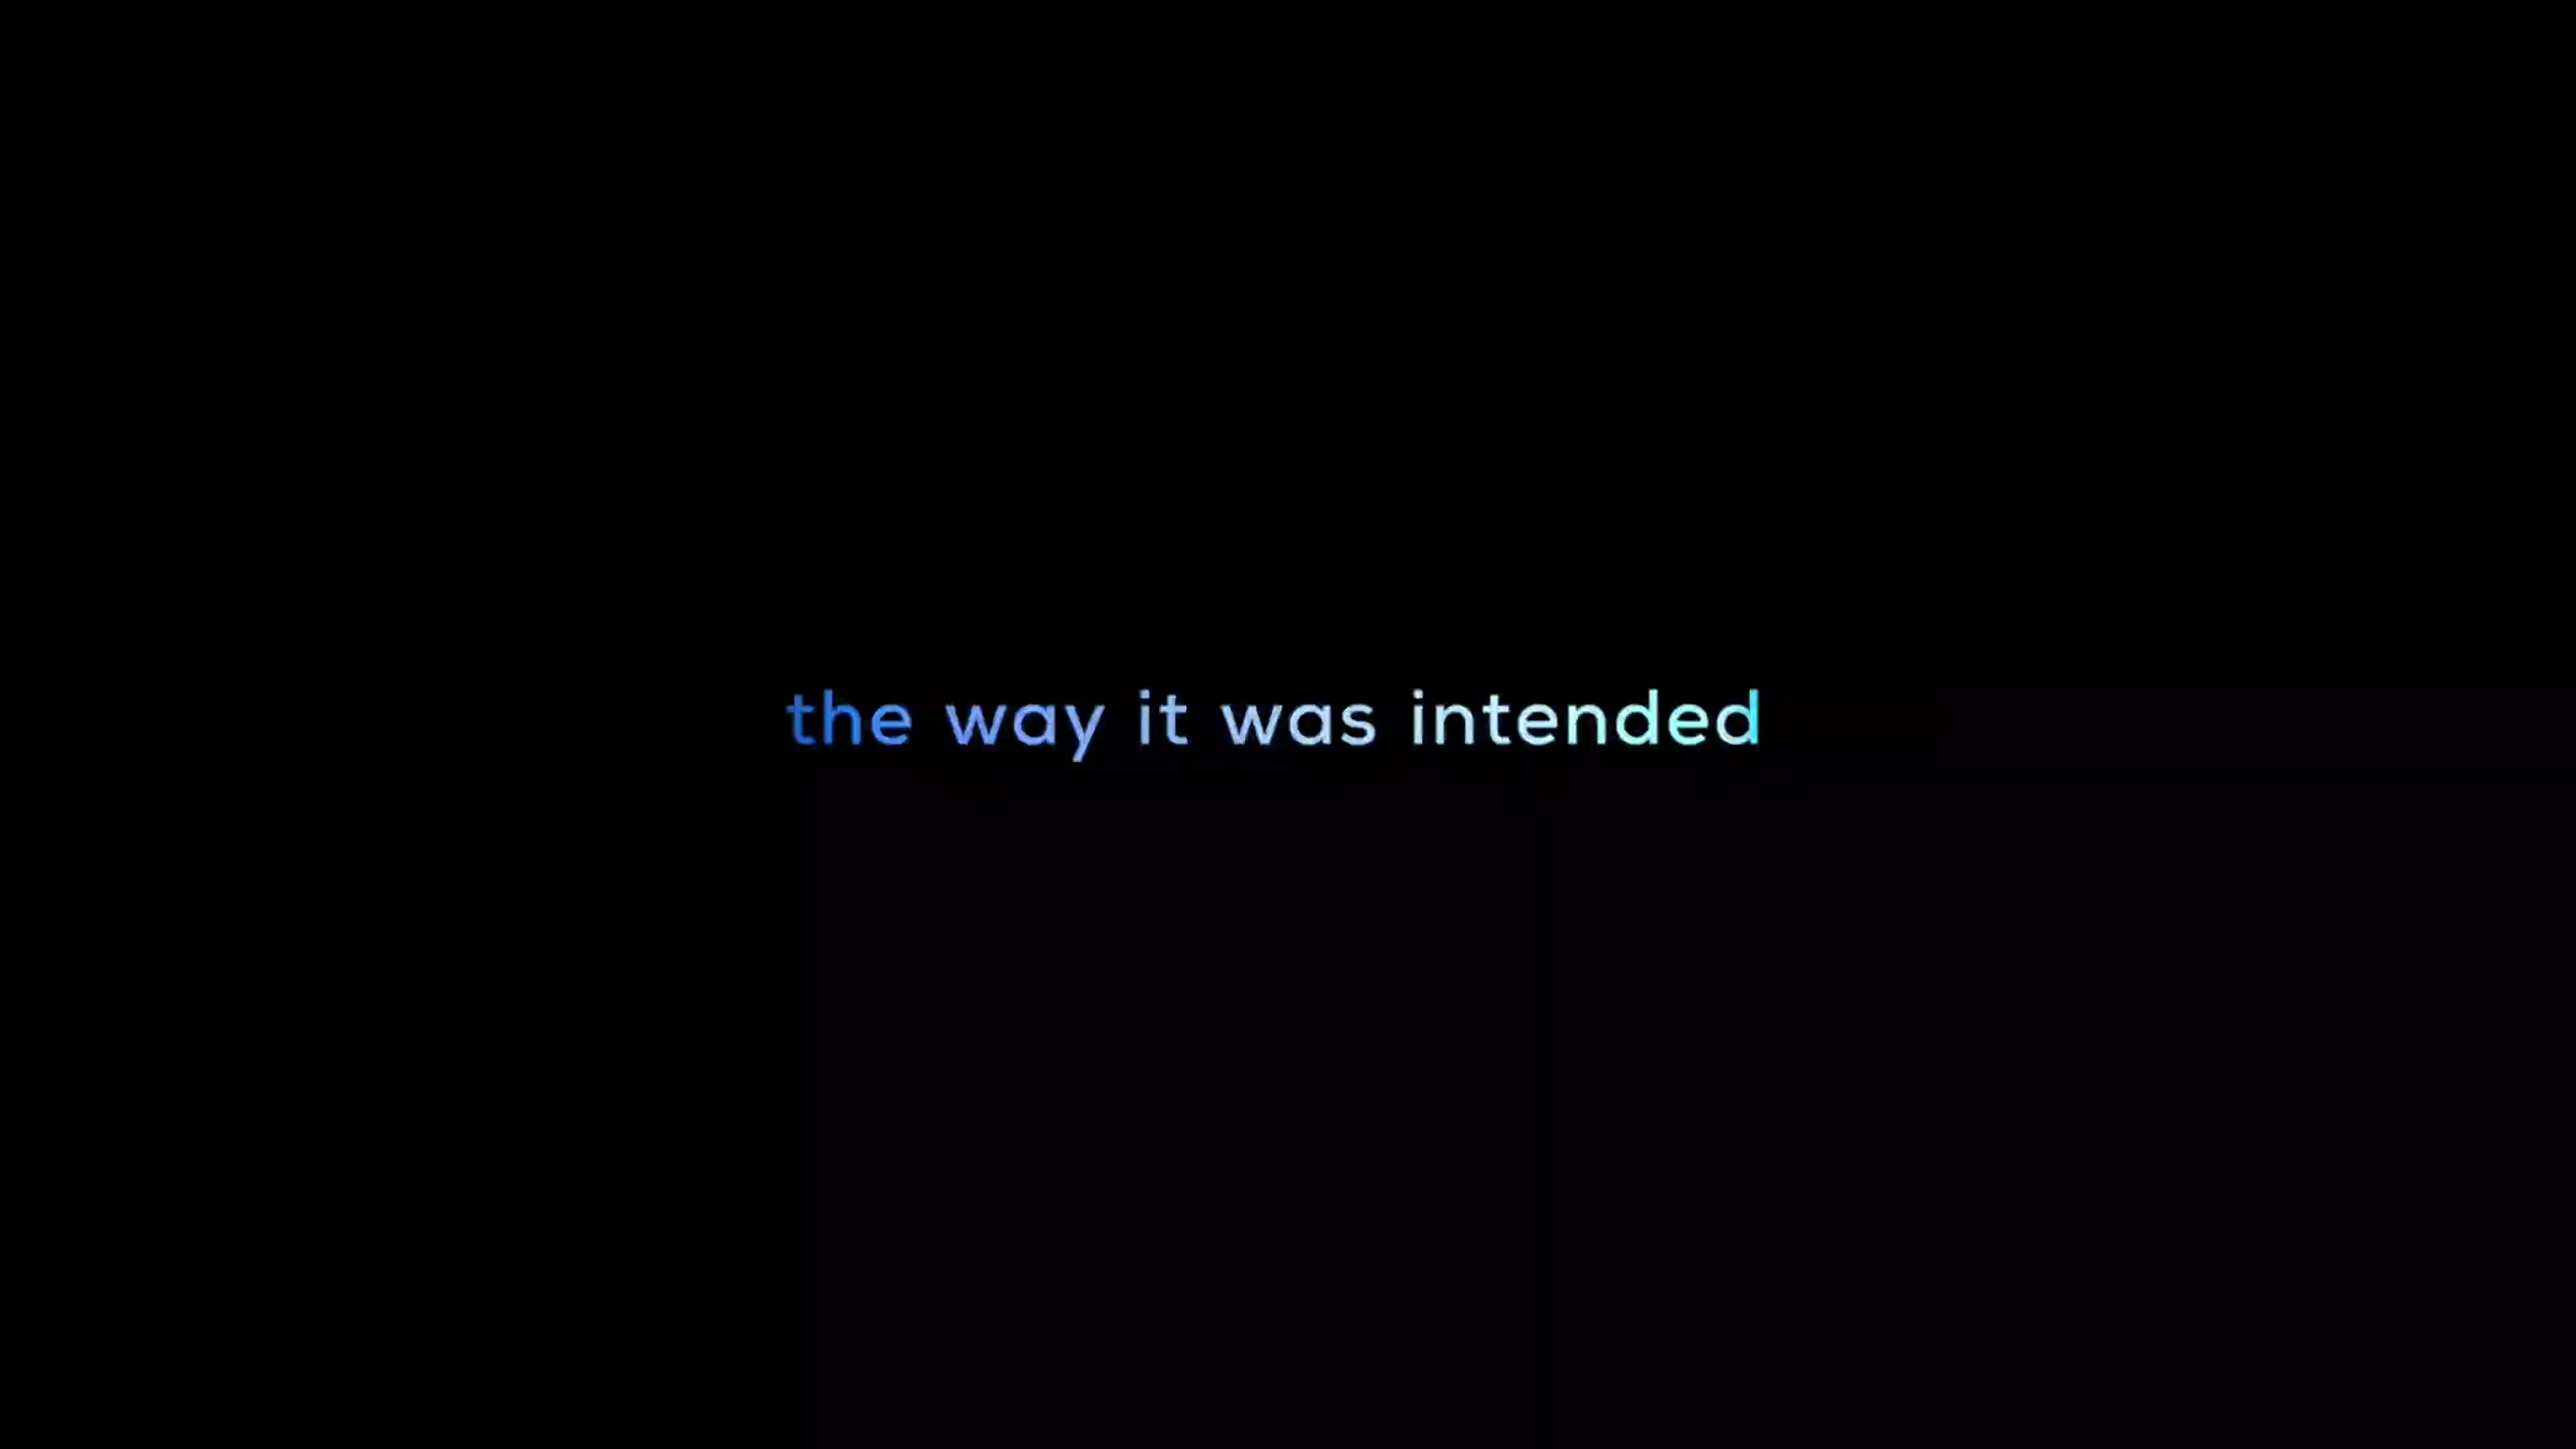 the way it was intended